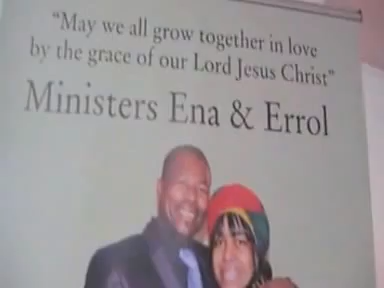 "May we all grow together in love
by the grace of our Lord Jesus Christ"
Ministers Ena & Errol